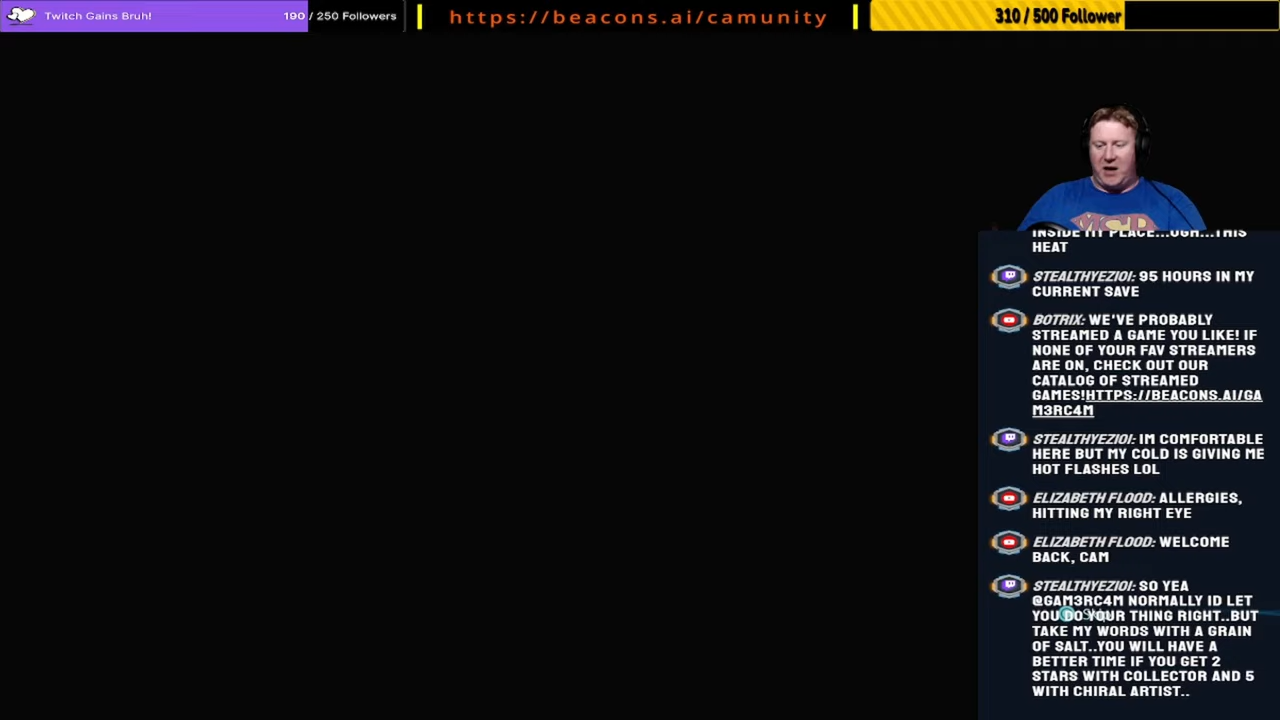 Twitch Gains Bruh!
190 / 250 Followers
https://beacons.ai/camunity
310 / 500 Follower
INSIDE MY PLACE...UGH...THIS
HEAT
STEALTHYEZIO1: 95 HOURS IN MY
CURRENT SAVE
BOTRIX: WE'VE PROBABLY
STREAMED A GAME YOU LIKE! IF
NONE OF YOUR FAV STREAMERS
ARE ON, CHECK OUT OUR
CATALOG OF STREAMED
GAMES!HTTPS://BEACONS.AI/GA
M3RC4M
STEALTHYEZIO1: IM COMFORTABLE
HERE BUT MY COLD IS GIVING ME
HOT FLASHES LOL
ELIZABETH FLOOD: ALLERGIES,
HITTING MY RIGHT EYE
ELIZABETH FLOOD: WELCOME
BACK, CAM
STEALTHYEZIO1: SO YEA
@GAM3RC4M NORMALLY ID LET
YOU DO YOUR THING RIGHT..BUT
TAKE MY WORDS WITH A GRAIN
OF SALT..YOU WILL HAVE A
BETTER TIME IF YOU GET 2
STARS WITH COLLECTOR AND 5
WITH CHIRAL ARTIST..